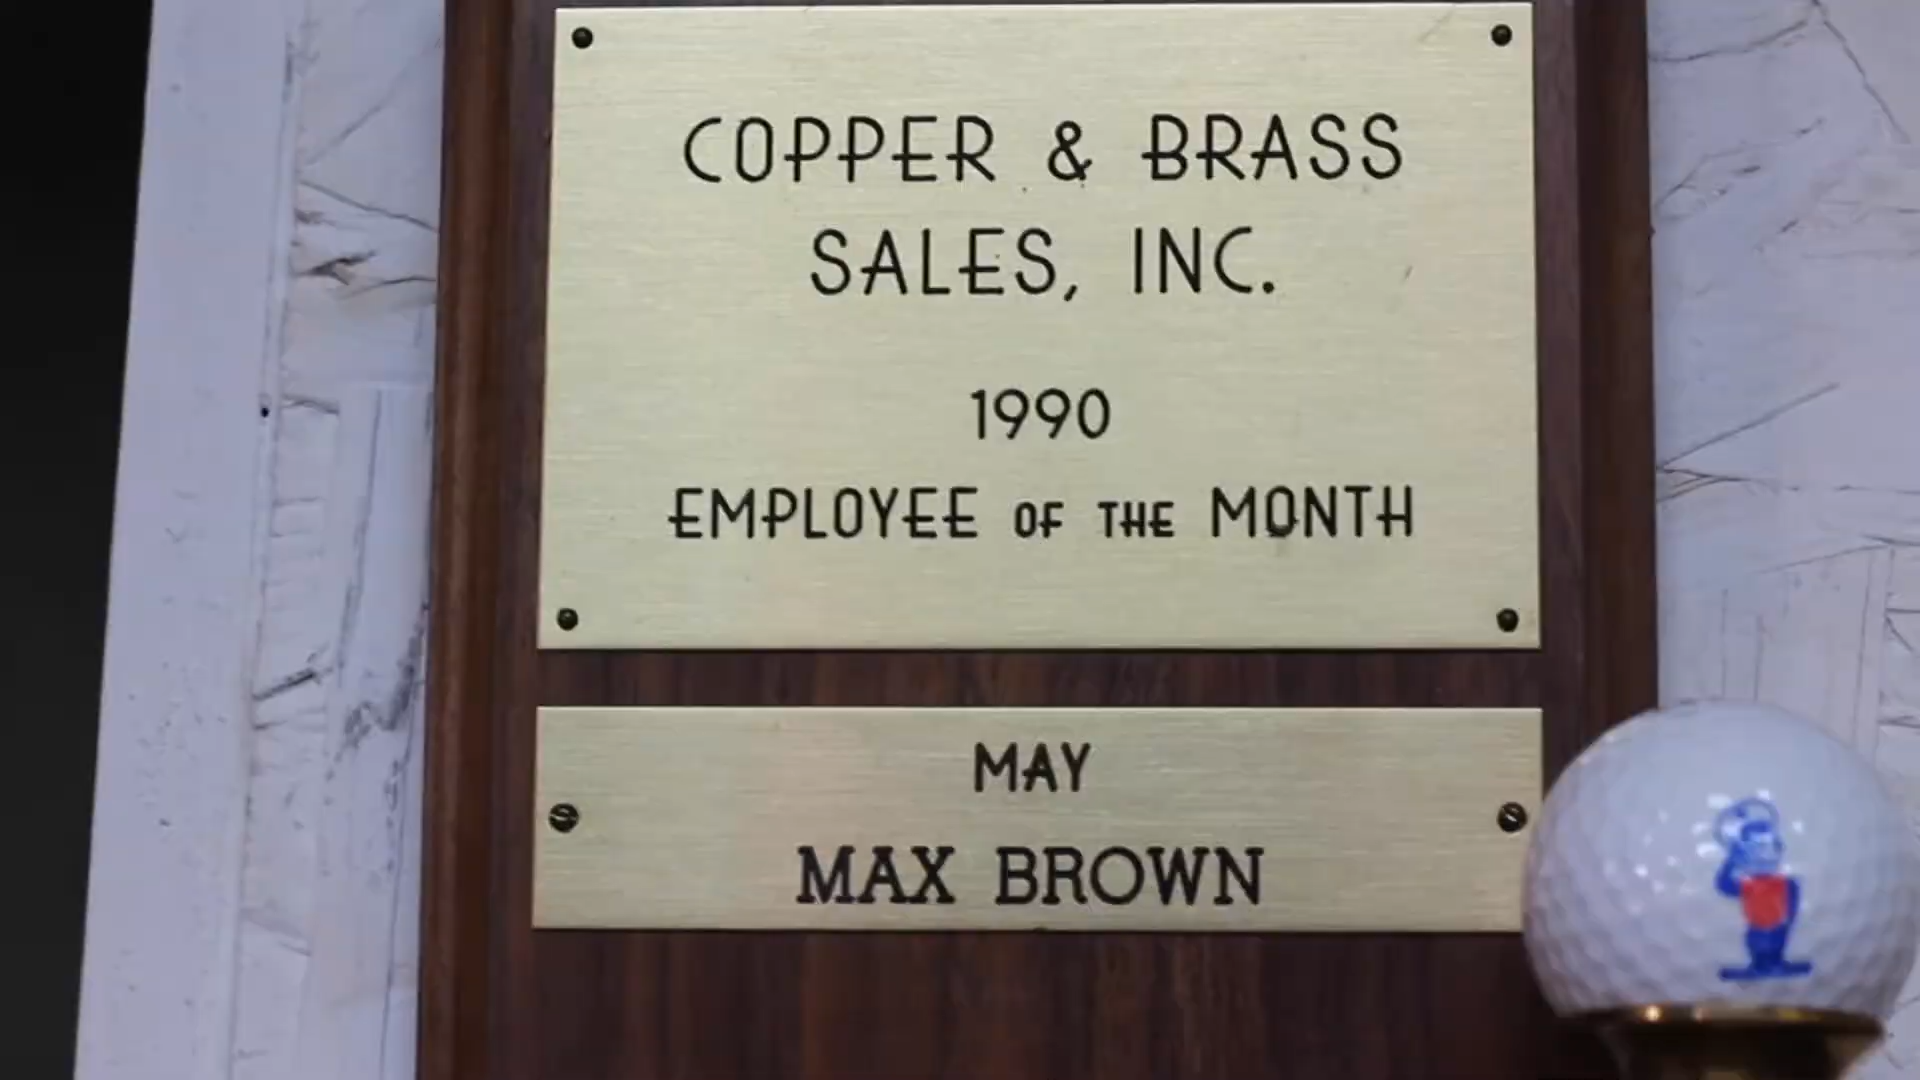 COPPER & BRASS
SALES, INC.
1990
EMPLOYEE OF THE MONTH
MAY
MAX BROWN